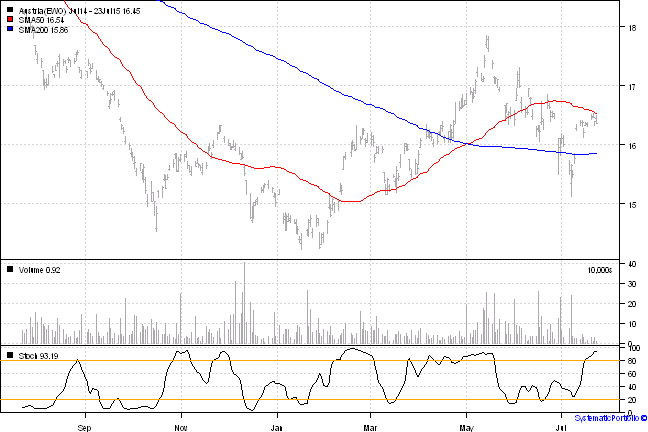 Austria(EWO) Jul14 - 23Jul15 16.45
SMA50 16.54
SMA200 15.86
18
17
16
15
Volume 0.92
10,000s
40
30
20
10
0
Stoch 93.19
100
80
60
40
20
0
Sep
Nov
Jan
Mar
May
Jul
SystematicPortfolio ©